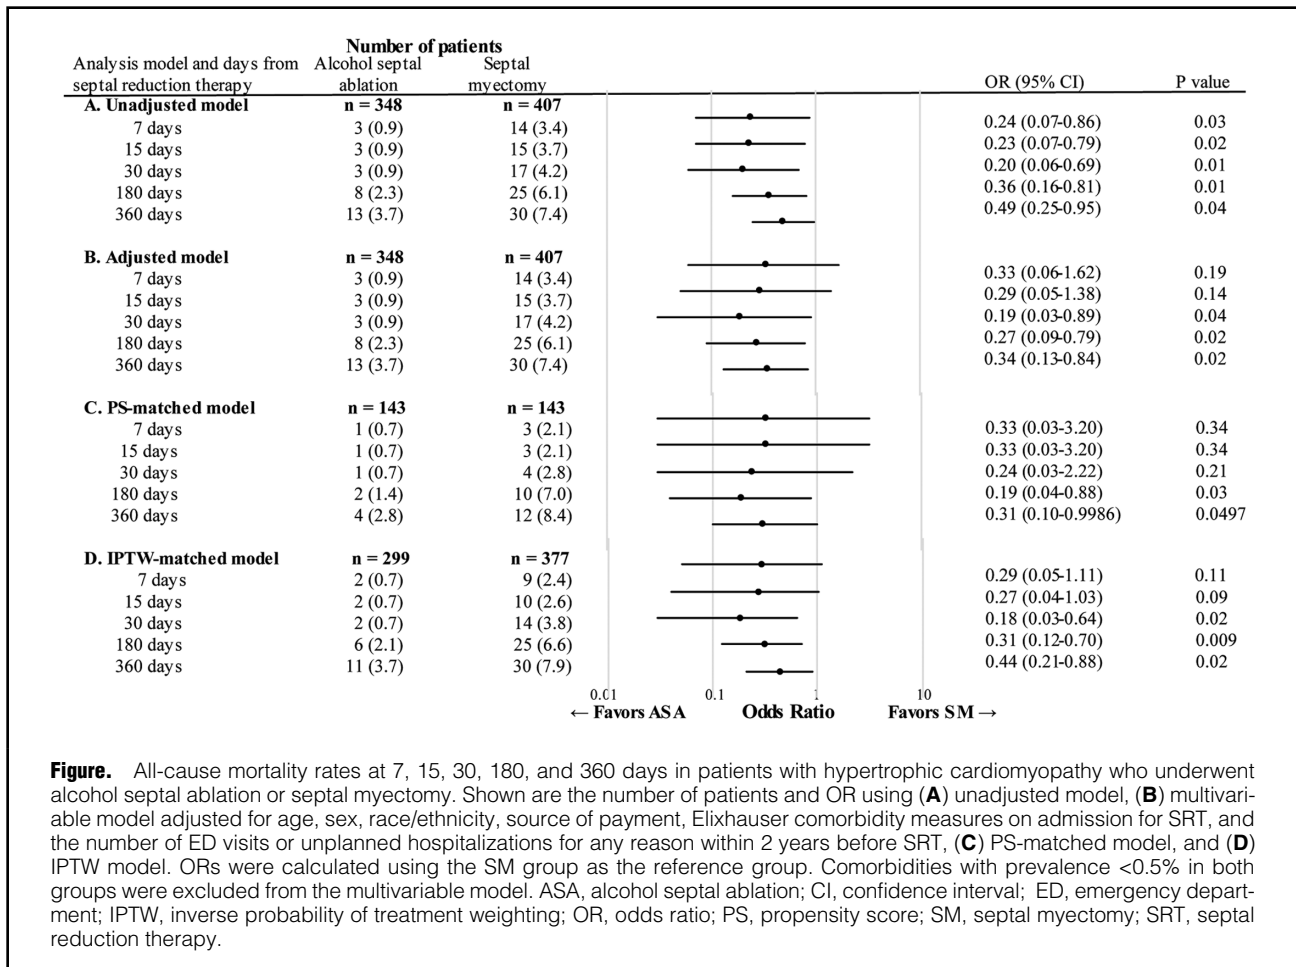 Number of patients
Analysis model and days from septal reduction therapy Alcohol septal ablation Septal myectomy OR (95% CI) P value
A. Unadjusted model n = 348 n = 407
7 days 3 (0.9) 14 (3.4) 0.24 (0.07-0.86) 0.03
15 days 3 (0.9) 15 (3.7) 0.23 (0.07-0.79) 0.02
30 days 3 (0.9) 17 (4.2) 0.20 (0.06-0.69) 0.01
180 days 8 (2.3) 25 (6.1) 0.36 (0.16-0.81) 0.01
360 days 13 (3.7) 30 (7.4) 0.49 (0.25-0.95) 0.04
B. Adjusted model n = 348 n = 407
7 days 3 (0.9) 14 (3.4) 0.33 (0.06-1.62) 0.19
15 days 3 (0.9) 15 (3.7) 0.29 (0.05-1.38) 0.14
30 days 3 (0.9) 17 (4.2) 0.19 (0.03-0.89) 0.04
180 days 8 (2.3) 25 (6.1) 0.27 (0.09-0.79) 0.02
360 days 13 (3.7) 30 (7.4) 0.34 (0.13-0.84) 0.02
C. PS-matched model n = 143 n = 143
7 days 1 (0.7) 3 (2.1) 0.33 (0.03-3.20) 0.34
15 days 1 (0.7) 3 (2.1) 0.33 (0.03-3.20) 0.34
30 days 1 (0.7) 4 (2.8) 0.24 (0.03-2.22) 0.21
180 days 2 (1.4) 10 (7.0) 0.19 (0.04-0.88) 0.03
360 days 4 (2.8) 12 (8.4) 0.31 (0.10-0.9986) 0.0497
D. IPTW-matched model n = 299 n = 377
7 days 2 (0.7) 9 (2.4) 0.29 (0.05-1.11) 0.11
15 days 2 (0.7) 10 (2.6) 0.27 (0.04-1.03) 0.09
30 days 2 (0.7) 14 (3.8) 0.18 (0.03-0.64) 0.02
180 days 6 (2.1) 25 (6.6) 0.31 (0.12-0.70) 0.009
360 days 11 (3.7) 30 (7.9) 0.44 (0.21-0.88) 0.02
0.01 0.1 1 10
← Favors ASA Odds Ratio Favors SM →
Figure. All-cause mortality rates at 7, 15, 30, 180, and 360 days in patients with hypertrophic cardiomyopathy who underwent
alcohol septal ablation or septal myectomy. Shown are the number of patients and OR using (A) unadjusted model, (B) multivari-
able model adjusted for age, sex, race/ethnicity, source of payment, Elixhauser comorbidity measures on admission for SRT, and
the number of ED visits or unplanned hospitalizations for any reason within 2 years before SRT, (C) PS-matched model, and (D)
IPTW model. ORs were calculated using the SM group as the reference group. Comorbidities with prevalence <0.5% in both
groups were excluded from the multivariable model. ASA, alcohol septal ablation; CI, confidence interval; ED, emergency depart-
ment; IPTW, inverse probability of treatment weighting; OR, odds ratio; PS, propensity score; SM, septal myectomy; SRT, septal
reduction therapy.